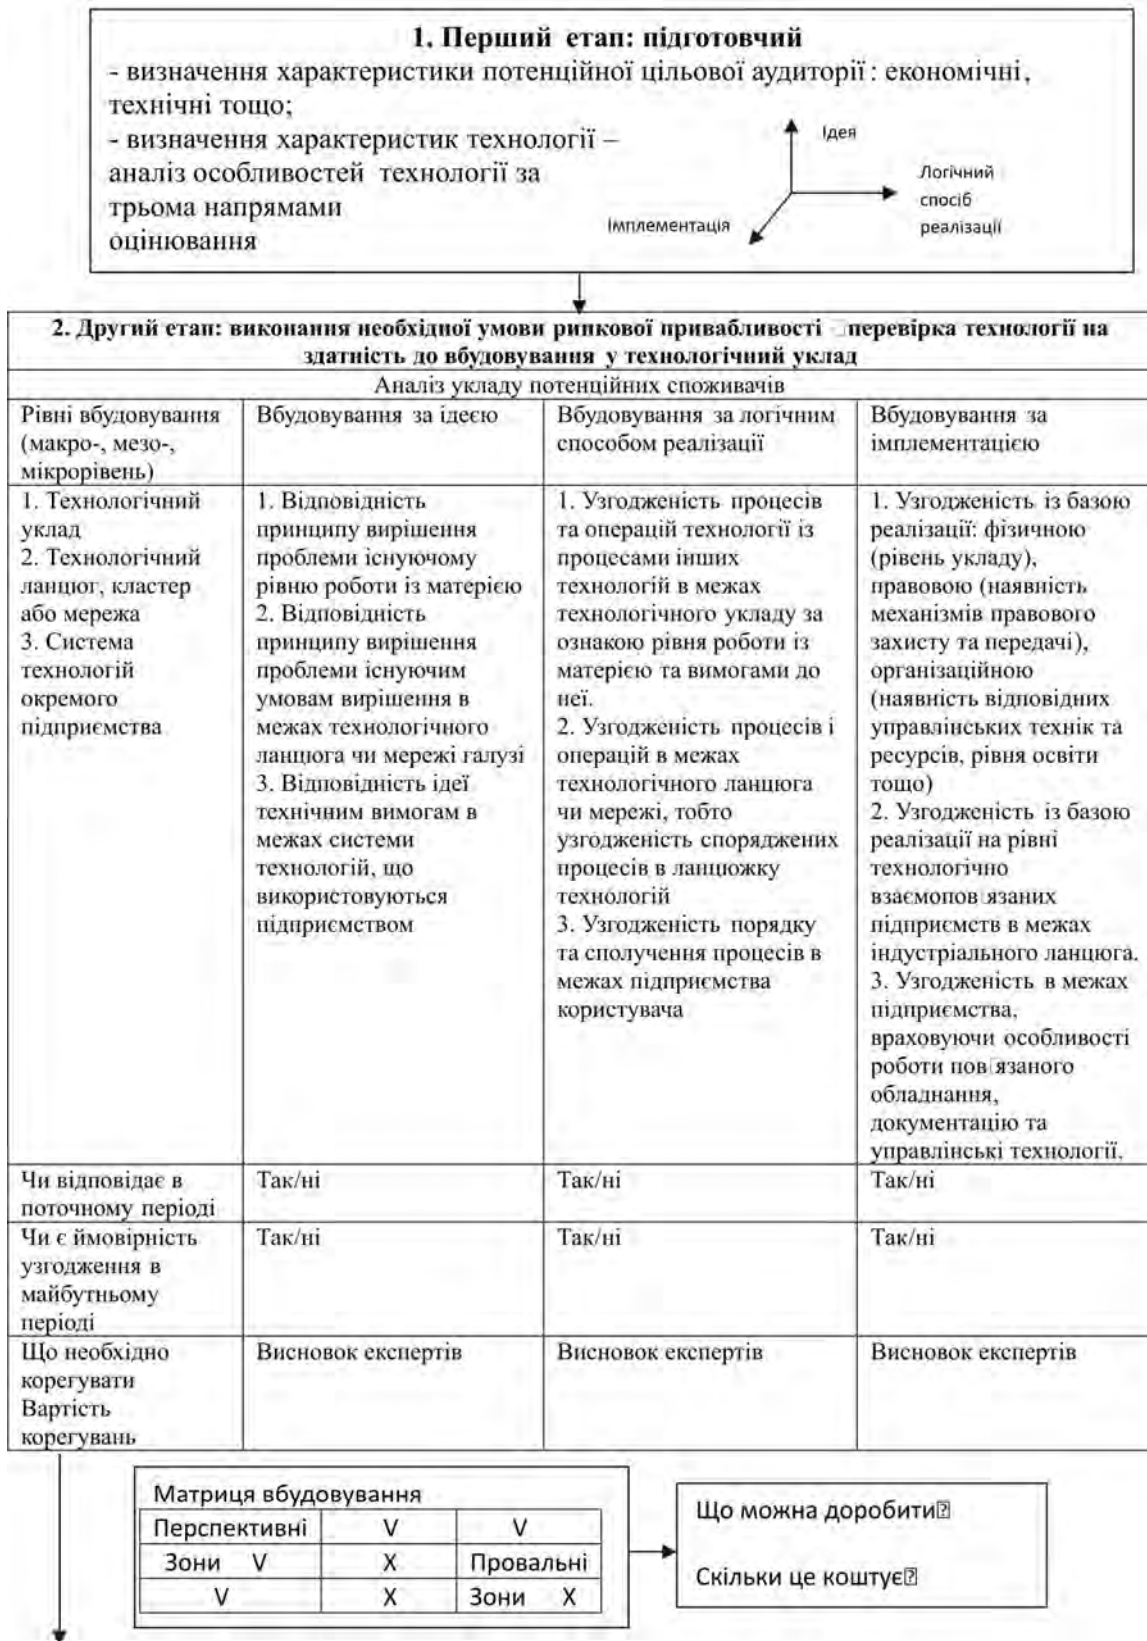 1. Перший етап: підготовчий
- визначення характеристики потенційної цільової аудиторії: економічні,
технічні тощо;
- визначення характеристик технології –
аналіз особливостей технології за
трьома напрямами
оцінювання
Ідея
Логічний
спосіб
реалізації
Імплементація
2. Другий етап: виконання необхідної умови ринкової привабливості □перевірка технології на
здатність до вбудовування у технологічний уклад
Аналіз укладу потенційних споживачів
Рівні вбудовування
(макро-, мезо-,
мікрорівень)
Вбудовування за ідеєю
Вбудовування за логічним
способом реалізації
Вбудовування за
імплементацією
1. Технологічний
уклад
2. Технологічний
ланцюг, кластер
або мережа
3. Система
технологій
окремого
підприємства
1. Відповідність
принципу вирішення
проблеми існуючому
рівню роботи із матерією
2. Відповідність
принципу вирішення
проблеми існуючим
умовам вирішення в
межах технологічного
ланцюга чи мережі галузі
3. Відповідність ідеї
технічним вимогам в
межах системи
технологій, що
використовуються
підприємством
1. Узгодженість процесів
та операцій технології із
процесами інших
технологій в межах
технологічного укладу за
ознакою рівня роботи із
матерією та вимогами до
неї.
2. Узгодженість процесів і
операцій в межах
технологічного ланцюга
чи мережі, тобто
узгодженість споряджених
процесів в ланцюжку
технологій
3. Узгодженість порядку
та сполучення процесів в
межах підприємства
користувача
1. Узгодженість із базою
реалізації: фізичною
(рівень укладу),
правовою (наявність
механізмів правового
захисту та передачі),
організаційною
(наявність відповідних
управлінських технік та
ресурсів, рівня освіти
тощо)
2. Узгодженість із базою
реалізації на рівні
технологічно
взаємопов□язаних
підприємств в межах
індустріального ланцюга.
3. Узгодженість в межах
підприємства,
враховуючи особливості
роботи пов□язаного
обладнання,
документацію та
управлінські технології.
Чи відповідає в
поточному періоді
Так/ні
Так/ні
Так/ні
Чи є ймовірність
узгодження в
майбутньому
періоді
Так/ні
Так/ні
Так/ні
Що необхідно
корегувати
Вартість
корегувань
Висновок експертів
Висновок експертів
Висновок експертів
Матриця вбудовування
Перспективні V V
Зони V X Провальні
V X Зони X
Що можна доробити⍰
Скільки це коштує⍰